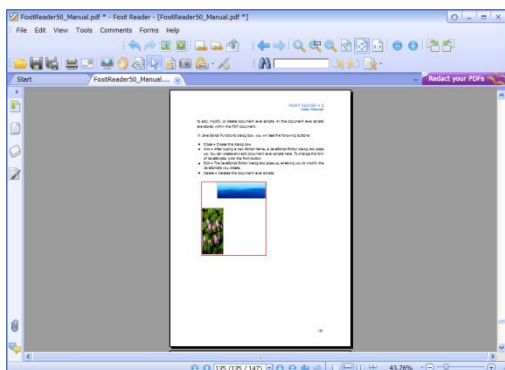 FoxitReader50_Manual.pdf * - Foxit Reader - [FoxitReader50_Manual.pdf *]
File Edit View Tools Comments Forms Help
Start FoxitReader50_Manual.... Redact your PDFs
FOXIT READER 5.1
User Manual
to add, modify, or delete document level scripts. All the document level scripts
are stored within the PDF document.
In Java Script Functions dialog box, you will see the following buttons:
Close – Closes the dialog box.
Add – After typing a new Script Name, a JavaScript Editor dialog box pops
up. You can create and edit document level scripts here. To change the font
of JavaScripts, click the Font button.
Edit – The JavaScript Editor dialog box pops up, enabling you to modify the
JavaScripts you create.
Delete – Deletes the document level scripts.
135 (135 / 147) 43.76%